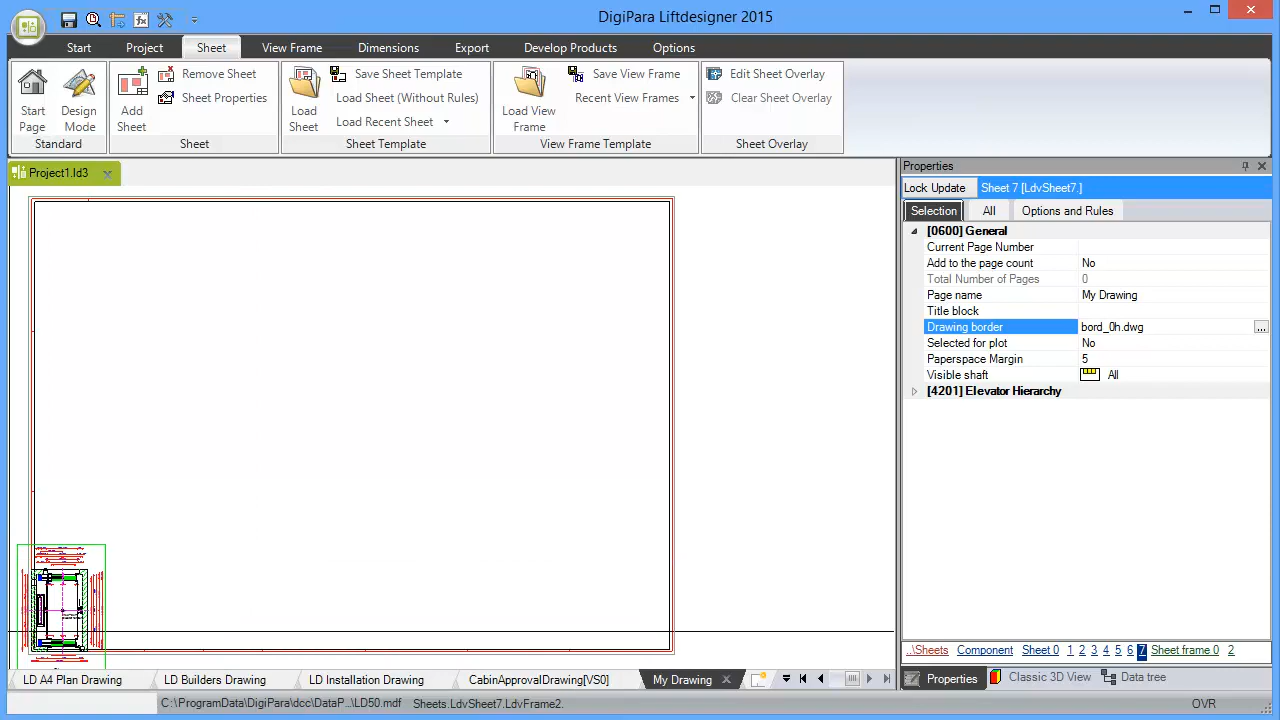 DigiPara Liftdesigner 2015
Start Project Sheet View Frame Dimensions Export Develop Products Options
Start Page
Design Mode
Standard
Add Sheet
Remove Sheet
Sheet Properties
Sheet
Load Sheet
Save Sheet Template
Load Sheet (Without Rules)
Load Recent Sheet
Sheet Template
Load View Frame
Save View Frame
Recent View Frames
View Frame Template
Edit Sheet Overlay
Clear Sheet Overlay
Sheet Overlay
Project1.ld3
Properties
Lock Update Sheet 7 [LdvSheet7.]
Selection All Options and Rules
[0600] General
Current Page Number
Add to the page count No
Total Number of Pages 0
Page name My Drawing
Title block
Drawing border bord_0h.dwg ...
Selected for plot No
Paperspace Margin 5
Visible shaft All
[4201] Elevator Hierarchy
..\Sheets Component Sheet 0 1 2 3 4 5 6 7 Sheet frame 0 2
LD A4 Plan Drawing LD Builders Drawing LD Installation Drawing CabinApprovalDrawing[VS0] My Drawing
Properties Classic 3D View Data tree
C:\ProgramData\DigiPara\dcc\DataP...\LD50.mdf Sheets.LdvSheet7.LdvFrame2. OVR